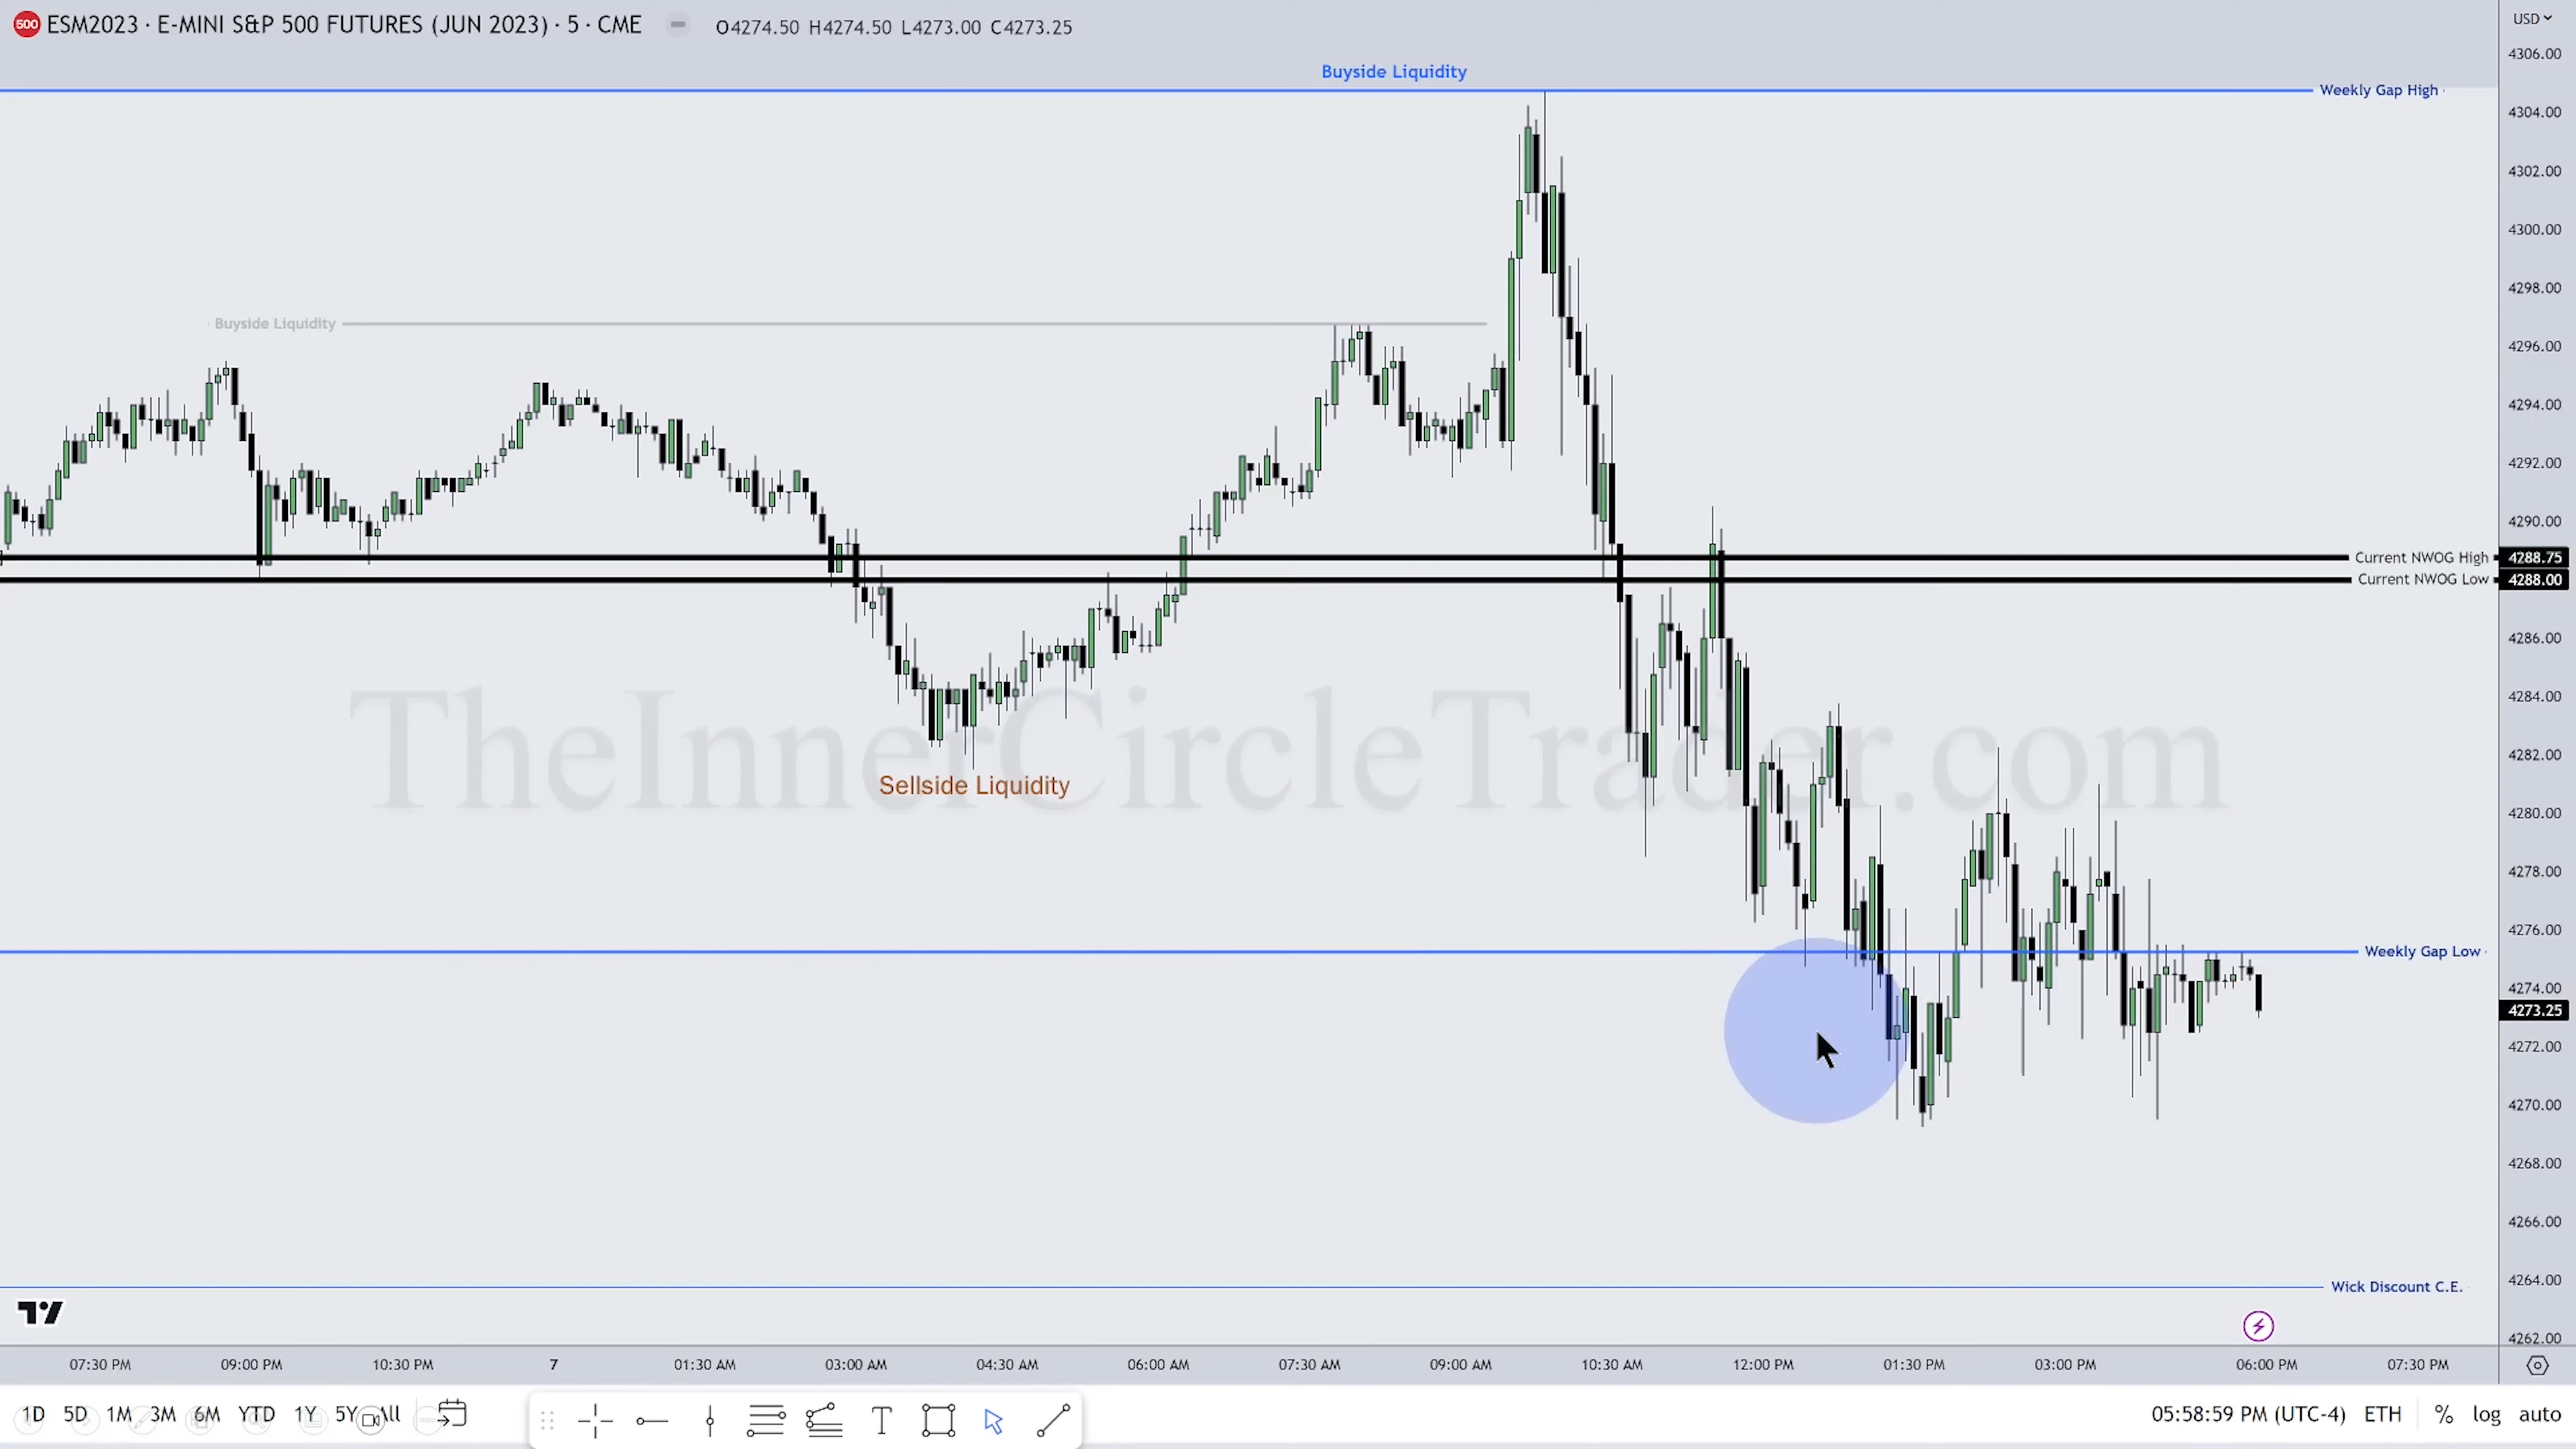 500 ESM2023 · E-MINI S&P 500 FUTURES (JUN 2023) · 5 · CME O4274.50 H4274.50 L4273.00 C4273.25
USD
4306.00
Buyside Liquidity
Weekly Gap High
4304.00
4302.00
4300.00
4298.00
Buyside Liquidity
4296.00
4294.00
4292.00
4290.00
Current NWOG High 4288.75
Current NWOG Low 4288.00
4286.00
4284.00
TheInnerCircleTrader.com
4282.00
Sellside Liquidity
4280.00
4278.00
4276.00
Weekly Gap Low
4274.00
4273.25
4272.00
4270.00
4268.00
4266.00
4264.00
Wick Discount C.E.
4262.00
07:30 PM 09:00 PM 10:30 PM 7 01:30 AM 03:00 AM 04:30 AM 06:00 AM 07:30 AM 09:00 AM 10:30 AM 12:00 PM 01:30 PM 03:00 PM 06:00 PM 07:30 PM
1D 5D 1M 3M 6M YTD 1Y 5Y All T 05:58:59 PM (UTC-4) ETH % log auto